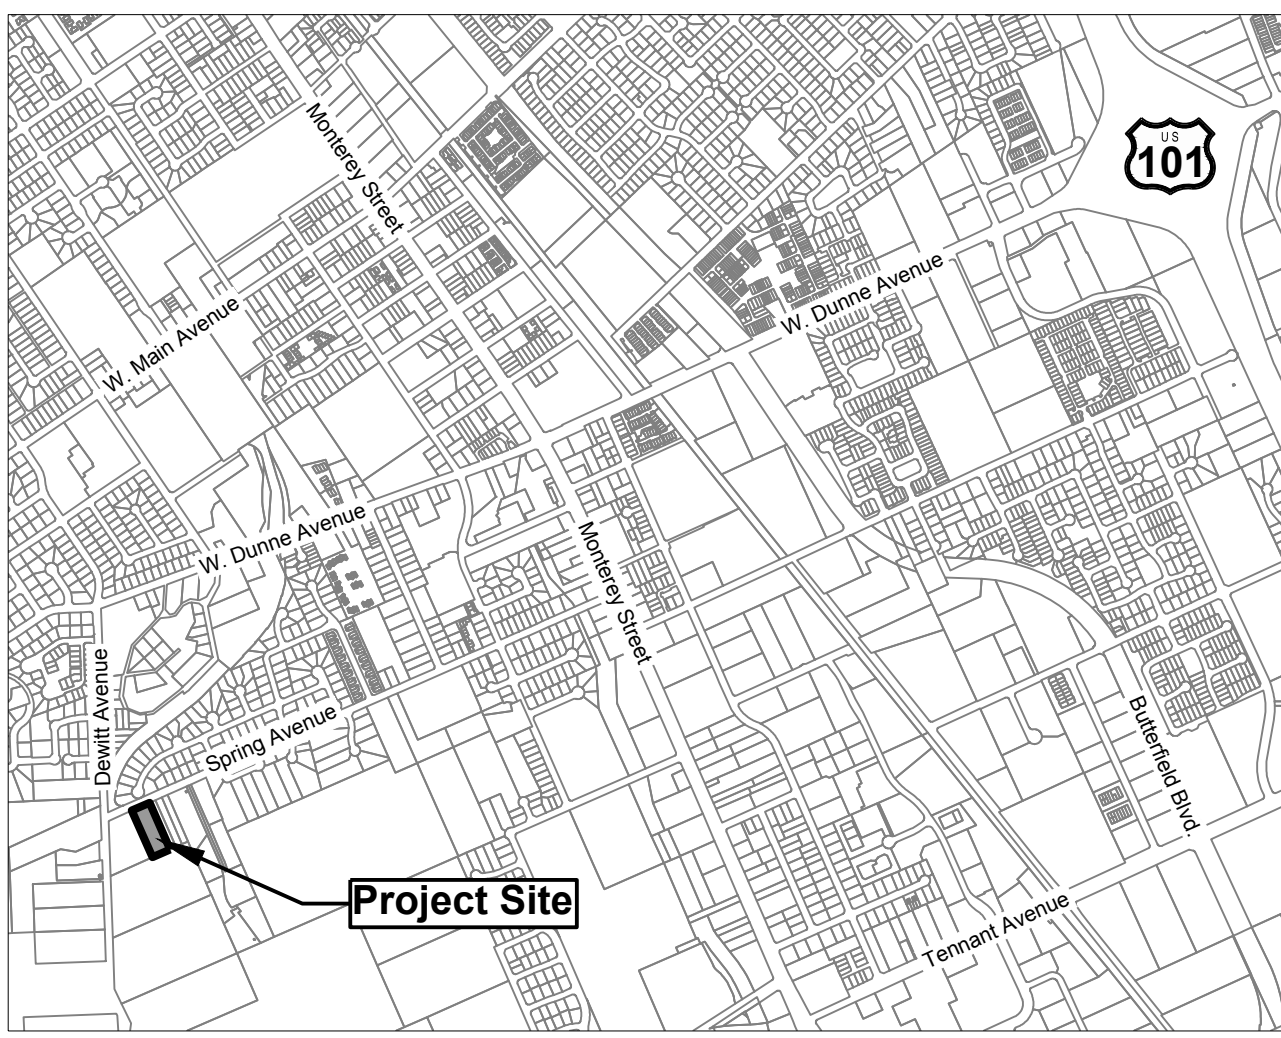 Monterey Street
US
101
W. Main Avenue
W. Dunne Avenue
W. Dunne Avenue
Monterey Street
Dewitt Avenue
Spring Avenue
Butterfield Blvd.
Project Site
Tennant Avenue